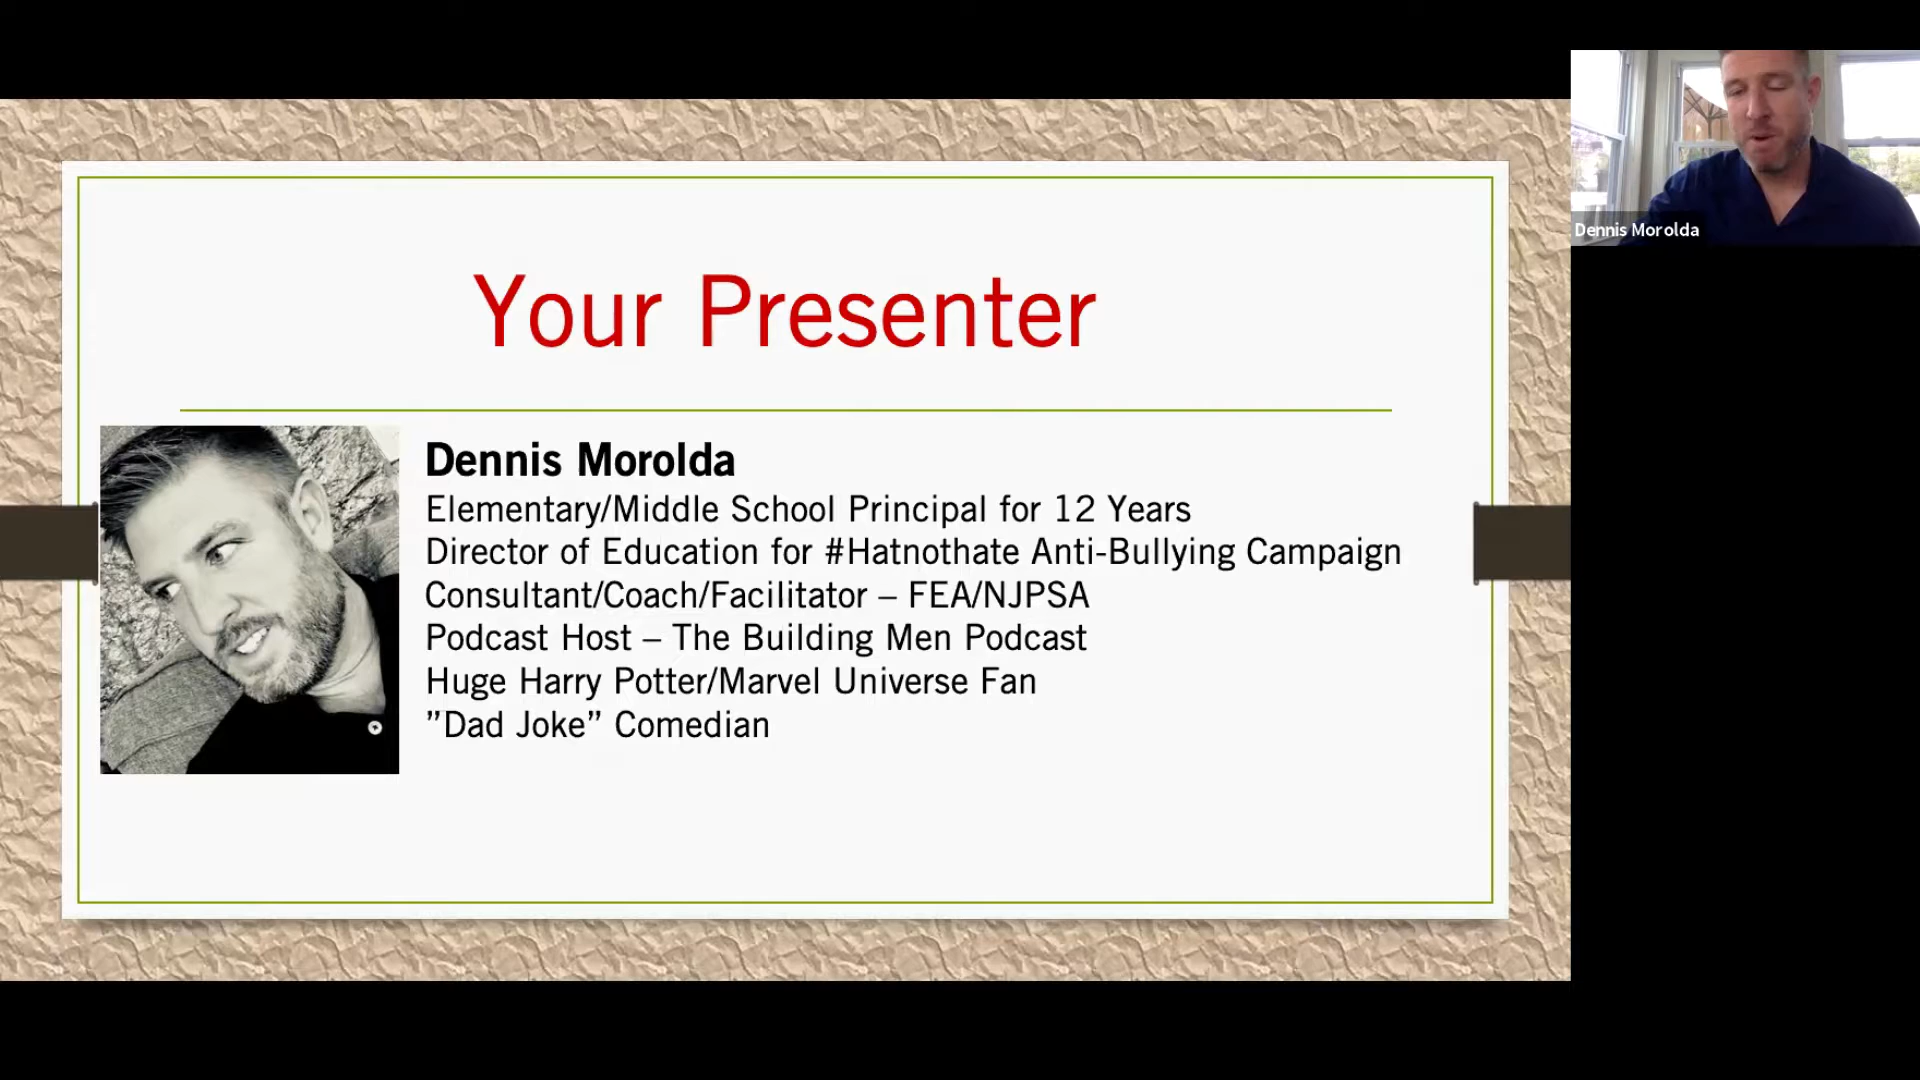 Your Presenter
Dennis Morolda
Elementary/Middle School Principal for 12 Years
Director of Education for #Hatnothate Anti-Bullying Campaign
Consultant/Coach/Facilitator – FEA/NJPSA
Podcast Host – The Building Men Podcast
Huge Harry Potter/Marvel Universe Fan
”Dad Joke” Comedian
Dennis Morolda